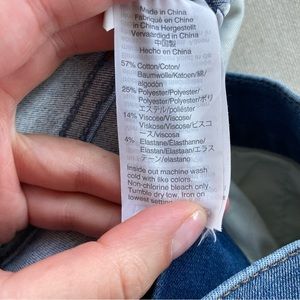 Made in China
Fabriqué en Chine
In China Hergestellt
Vervaardigd in China
中国製
Hecho en China
57% Cotton/Coton/
Baumwolle/Katoen/綿/
algodón
25% Polyester/Polyester/
Polyester/Polyester/ポリ
エステル/poliéster
14% Viscose/Viscose/
Viskose/Viscose/ビスコ
ース/viscosa
4% Elastane/Elasthanne/
Elastan/Elastaan/エラス
テーン/elastano
Inside out machine wash
cold with like colors.
Non-chlorine bleach only
Tumble dry low. Iron on
lowest setting